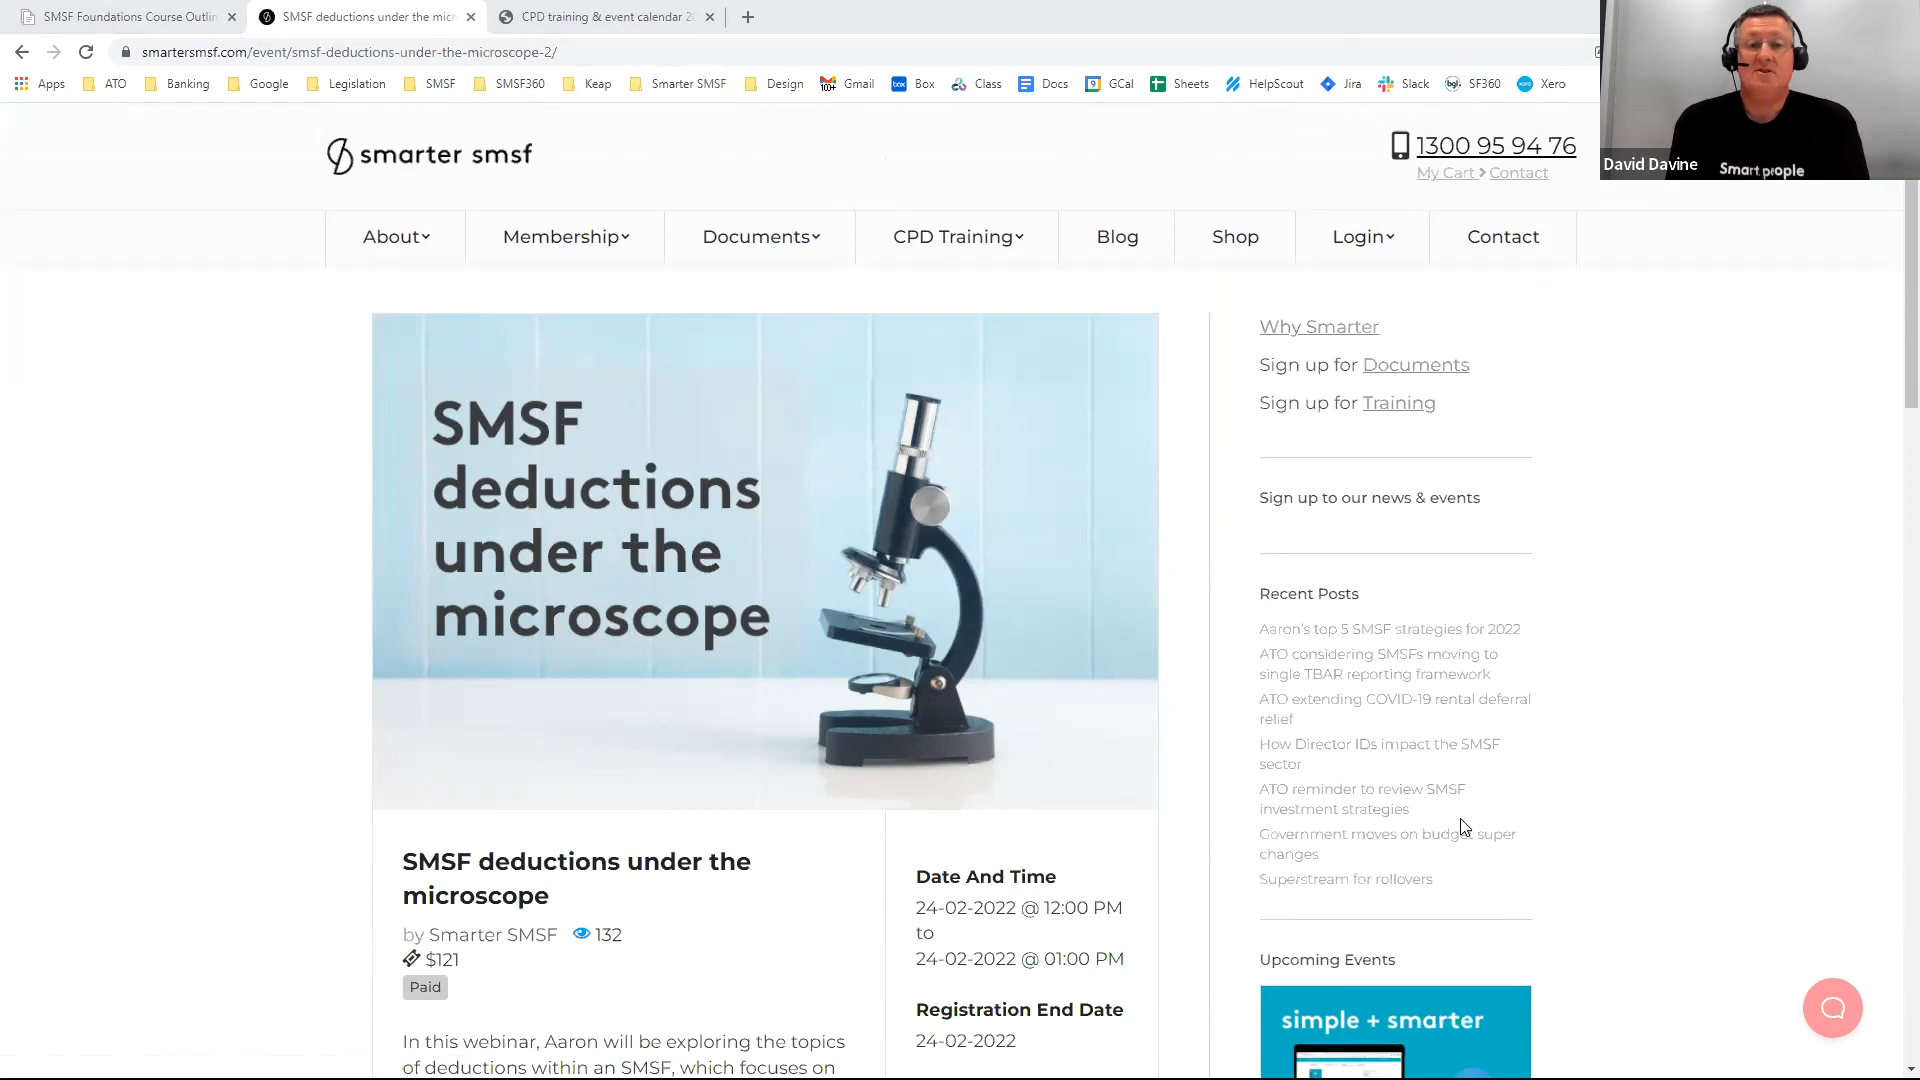 SMSF Foundations Course Outlin
SMSF deductions under the micr
CPD training & event calendar 2
smartersmsf.com/event/smsf-deductions-under-the-microscope-2/
Apps ATO Banking Google Legislation SMSF SMSF360 Keap Smarter SMSF Design Gmail Box Class Docs GCal Sheets HelpScout Jira Slack SF360 Xero
smarter smsf
1300 95 94 76
My Cart Contact
David Davine
Smart people
About Membership Documents CPD Training Blog Shop Login Contact
SMSF
deductions
under the
microscope
SMSF deductions under the
microscope
by Smarter SMSF 132
$121
Paid
In this webinar, Aaron will be exploring the topics
of deductions within an SMSF, which focuses on
Date And Time
24-02-2022 @ 12:00 PM
to
24-02-2022 @ 01:00 PM
Registration End Date
24-02-2022
Why Smarter
Sign up for Documents
Sign up for Training
Sign up to our news & events
Recent Posts
Aaron's top 5 SMSF strategies for 2022
ATO considering SMSFs moving to
single TBAR reporting framework
ATO extending COVID-19 rental deferral
relief
How Director IDs impact the SMSF
sector
ATO reminder to review SMSF
investment strategies
Government moves on budget super
changes
Superstream for rollovers
Upcoming Events
simple + smarter